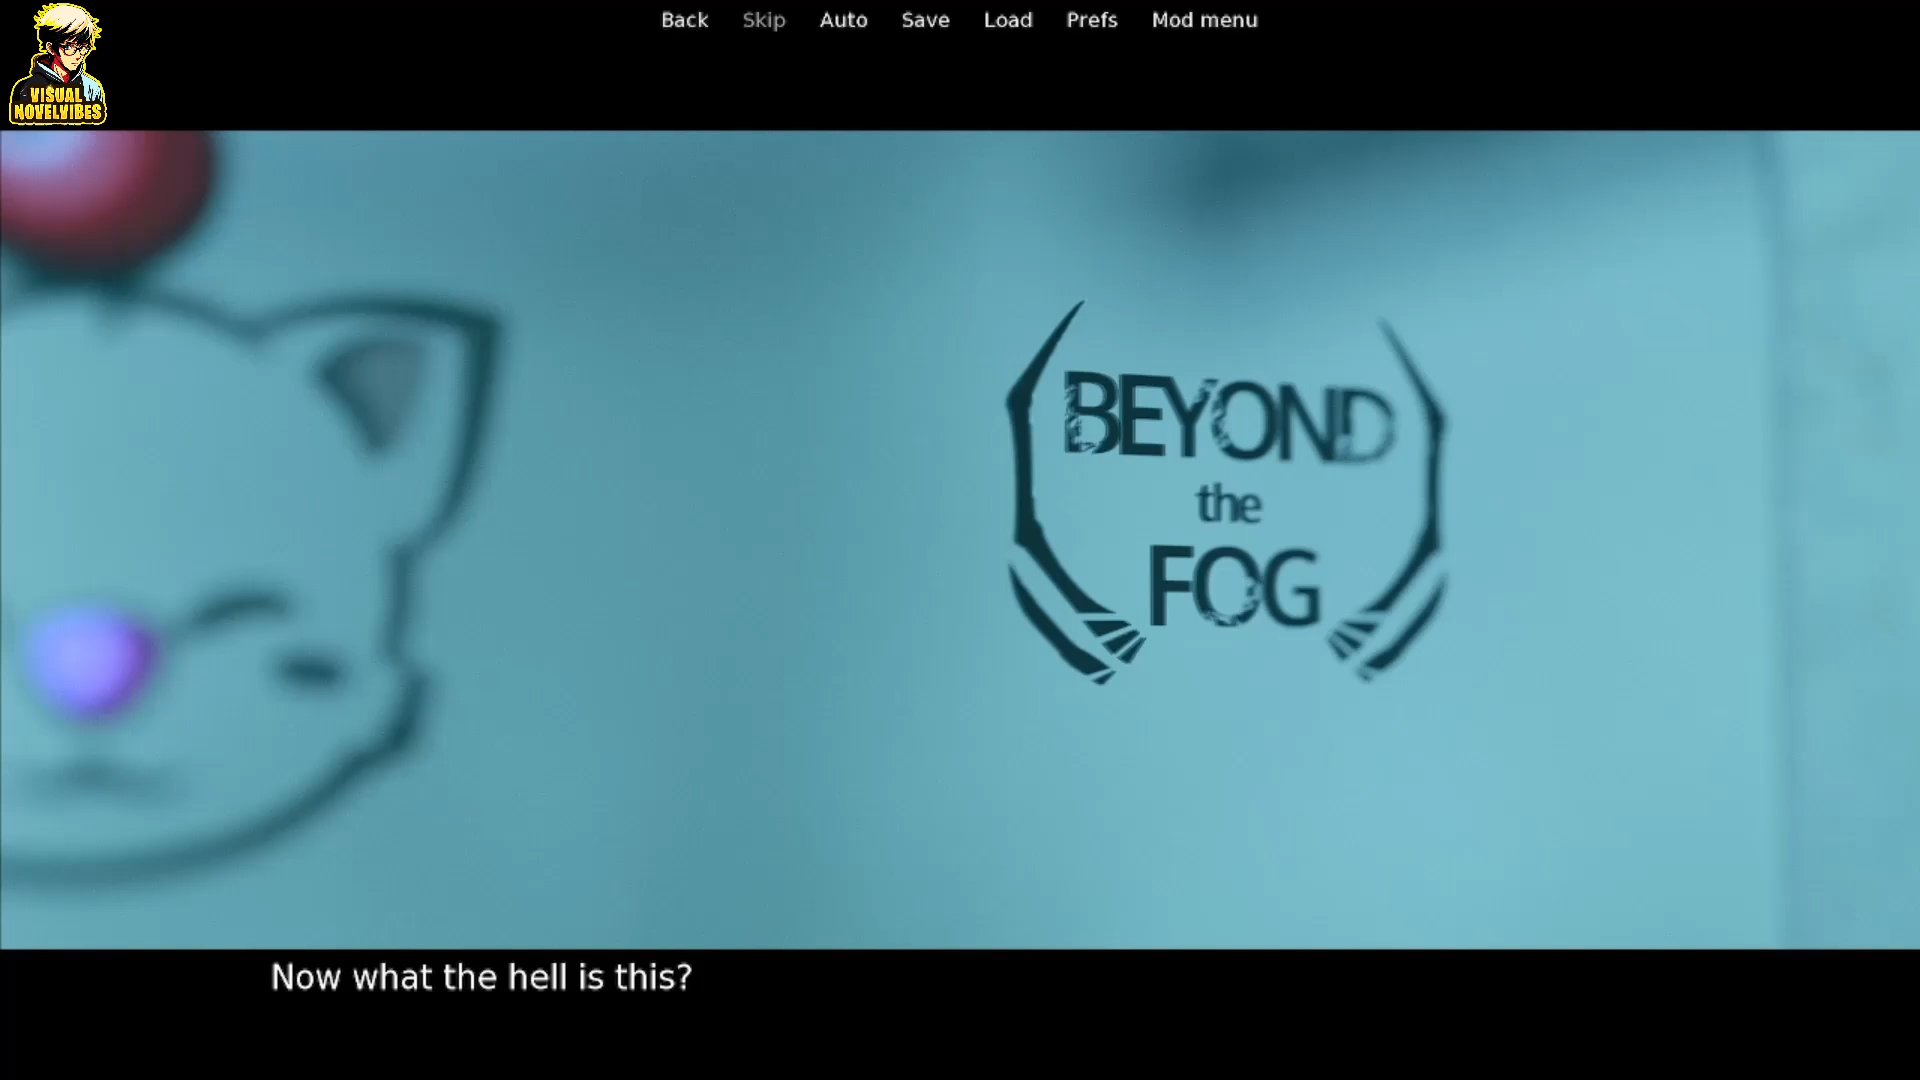 Back Skip Auto Save Load Prefs Mod menu
VISUAL
NOVELVIBES
BEYOND
the
FOG
Now what the hell is this?